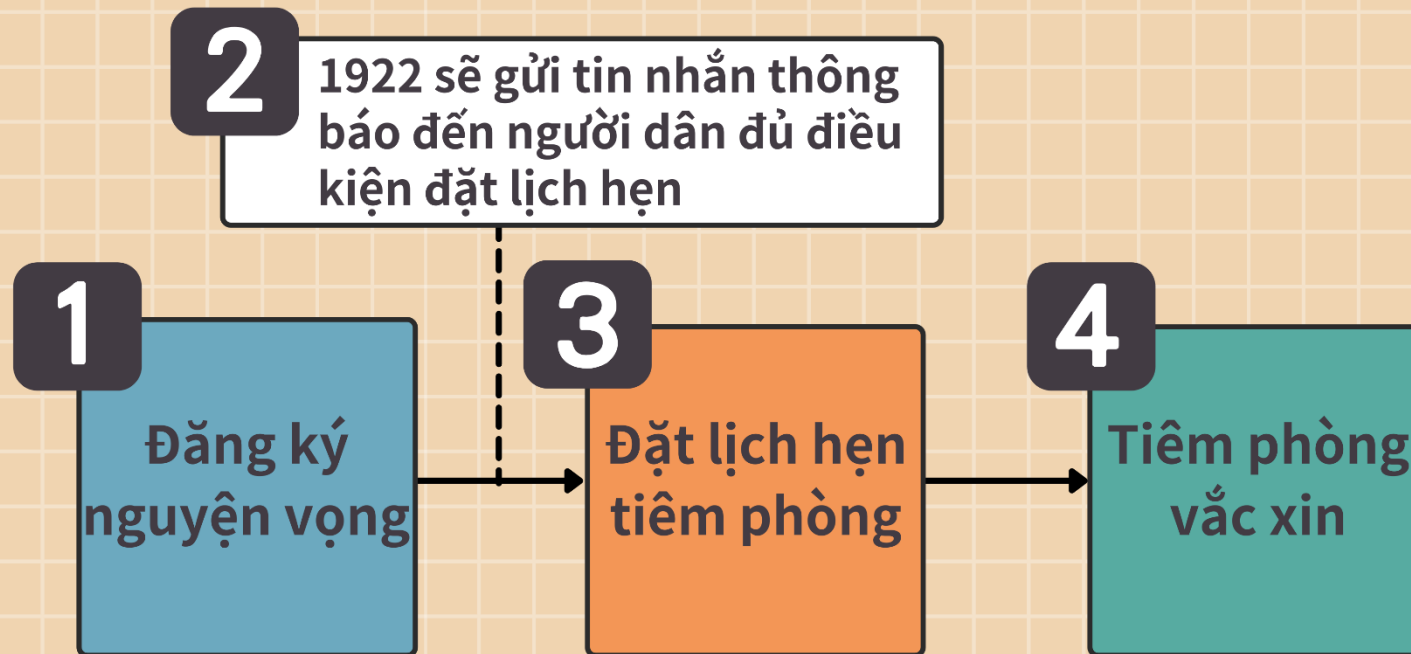 2
1922 sẽ gửi tin nhắn thông
báo đến người dân đủ điều
kiện đặt lịch hẹn
1
Đăng ký
nguyện vọng
3
Đặt lịch hẹn
tiêm phòng
4
Tiêm phòng
vắc xin